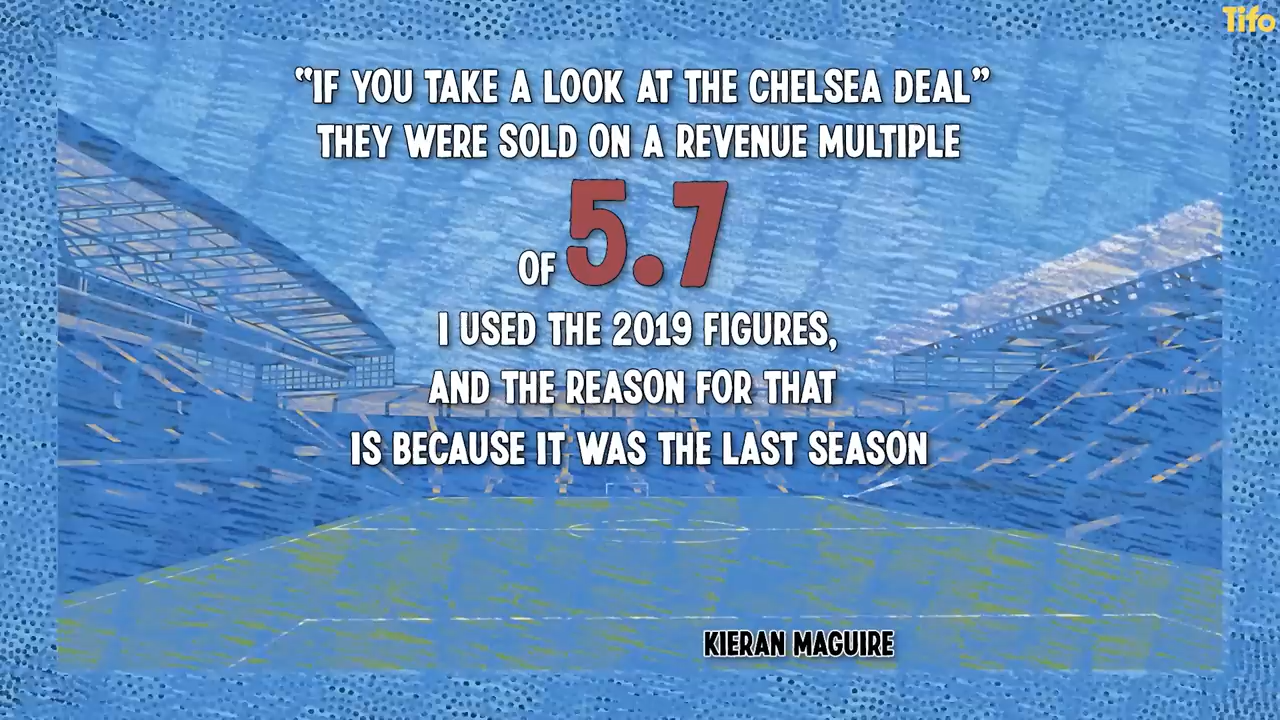 Tifo
“IF YOU TAKE A LOOK AT THE CHELSEA DEAL”
THEY WERE SOLD ON A REVENUE MULTIPLE
OF 5.7
I USED THE 2019 FIGURES,
AND THE REASON FOR THAT
IS BECAUSE IT WAS THE LAST SEASON
KIERAN MAGUIRE